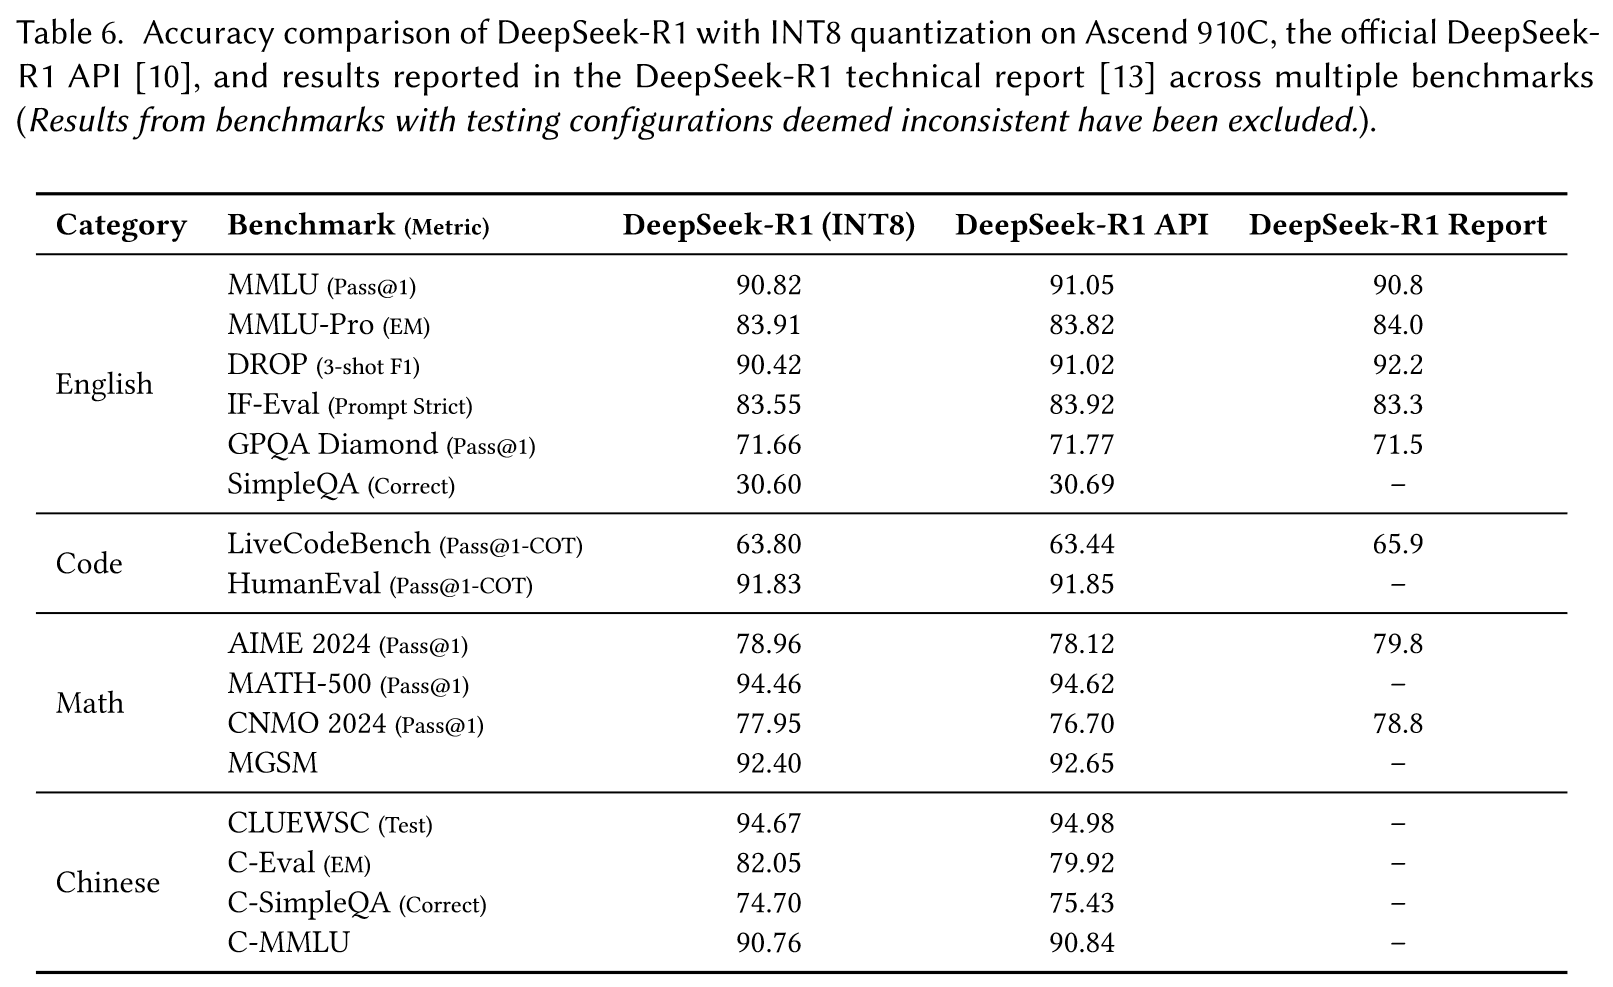 Table 6. Accuracy comparison of DeepSeek-R1 with INT8 quantization on Ascend 910C, the official DeepSeek-
R1 API [10], and results reported in the DeepSeek-R1 technical report [13] across multiple benchmarks
(Results from benchmarks with testing configurations deemed inconsistent have been excluded.).
Category Benchmark (Metric) DeepSeek-R1 (INT8) DeepSeek-R1 API DeepSeek-R1 Report
English
MMLU (Pass@1) 90.82 91.05 90.8
MMLU-Pro (EM) 83.91 83.82 84.0
DROP (3-shot F1) 90.42 91.02 92.2
IF-Eval (Prompt Strict) 83.55 83.92 83.3
GPQA Diamond (Pass@1) 71.66 71.77 71.5
SimpleQA (Correct) 30.60 30.69 –
Code
LiveCodeBench (Pass@1-COT) 63.80 63.44 65.9
HumanEval (Pass@1-COT) 91.83 91.85 –
Math
AIME 2024 (Pass@1) 78.96 78.12 79.8
MATH-500 (Pass@1) 94.46 94.62 –
CNMO 2024 (Pass@1) 77.95 76.70 78.8
MGSM 92.40 92.65 –
Chinese
CLUEWSC (Test) 94.67 94.98 –
C-Eval (EM) 82.05 79.92 –
C-SimpleQA (Correct) 74.70 75.43 –
C-MMLU 90.76 90.84 –